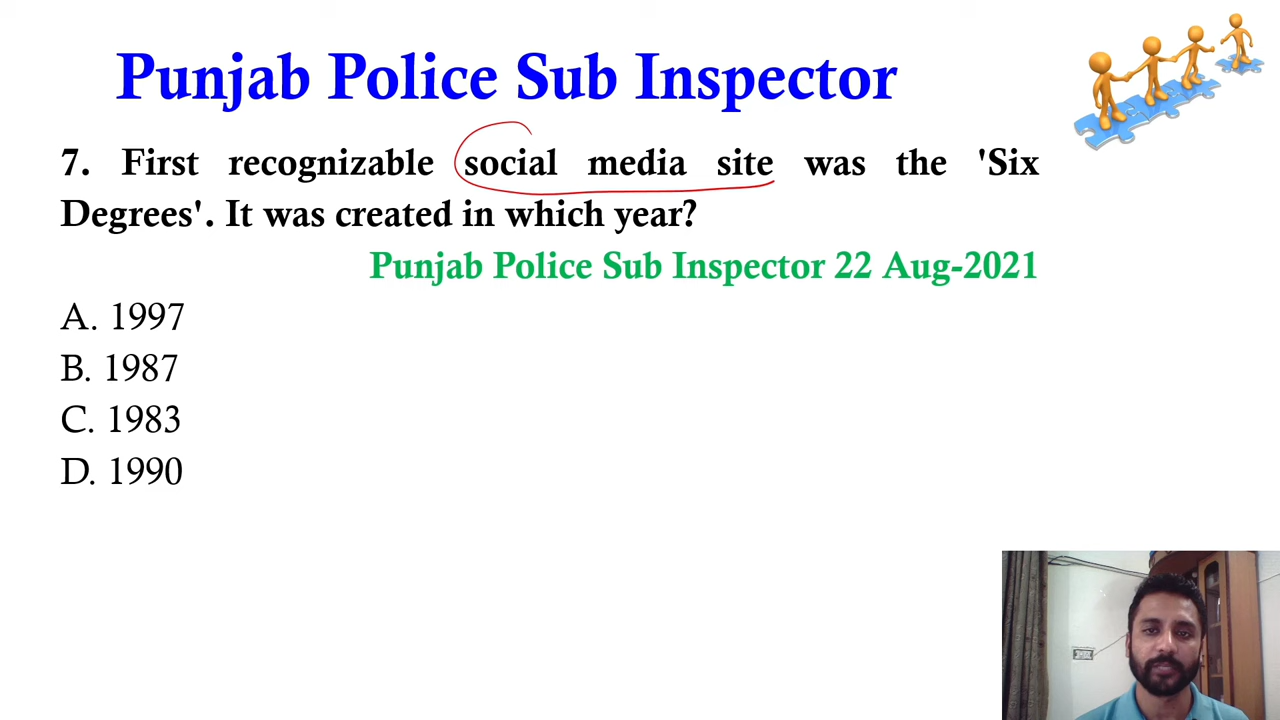 Punjab Police Sub Inspector
7. First recognizable social media site was the 'Six
Degrees'. It was created in which year?
Punjab Police Sub Inspector 22 Aug-2021
A. 1997
B. 1987
C. 1983
D. 1990